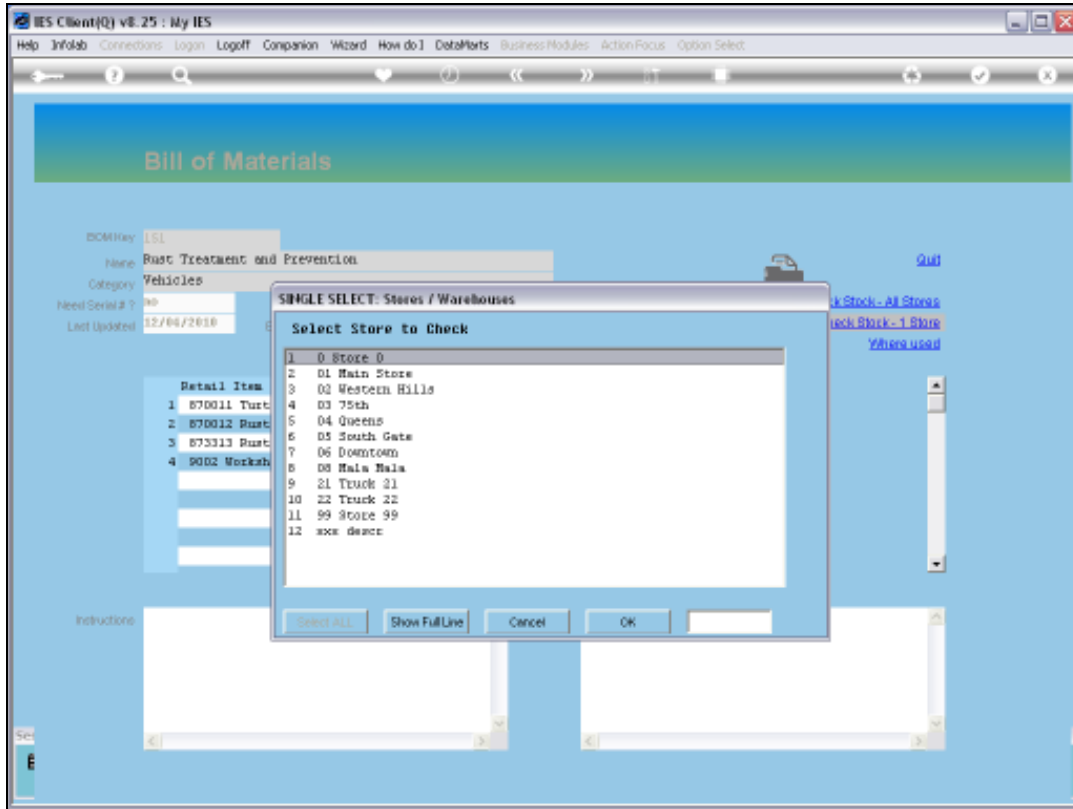 IES Client(Q) v8.25 : My IES
Help Infolab Connections Logon Logoff Companion Wizard How do I DataMarts Business Modules Action Focus Option Select
Bill of Materials
BOM Key 151
Name Rust Treatment and Prevention
Quit
Category Vehicles
Need Serial # ? no
SINGLE SELECT: Stores / Warehouses
k Stock - All Stores
Last Updated 12/06/2010
Select Store to Check
eck Stock - 1 Store
Where used
1 0 Store 0
2 01 Main Store
3 02 Western Hills
4 03 75th
5 04 Queens
6 05 South Gate
7 06 Downtown
8 08 Mala Mala
9 21 Truck 21
10 22 Truck 22
11 99 Store 99
12 xxx descr
Retail Item
1 870011 Turt
2 870012 Rust
3 873313 Rust
4 9002 Worksh
Select ALL Show Full Line Cancel OK
Instructions